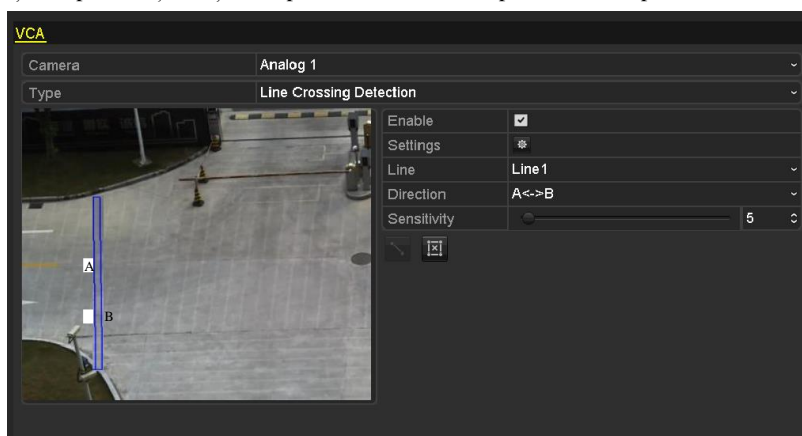 VCA
Camera Analog 1
Type Line Crossing Detection
Enable
Settings
Line Line1
Direction A<->B
Sensitivity 5
A
B